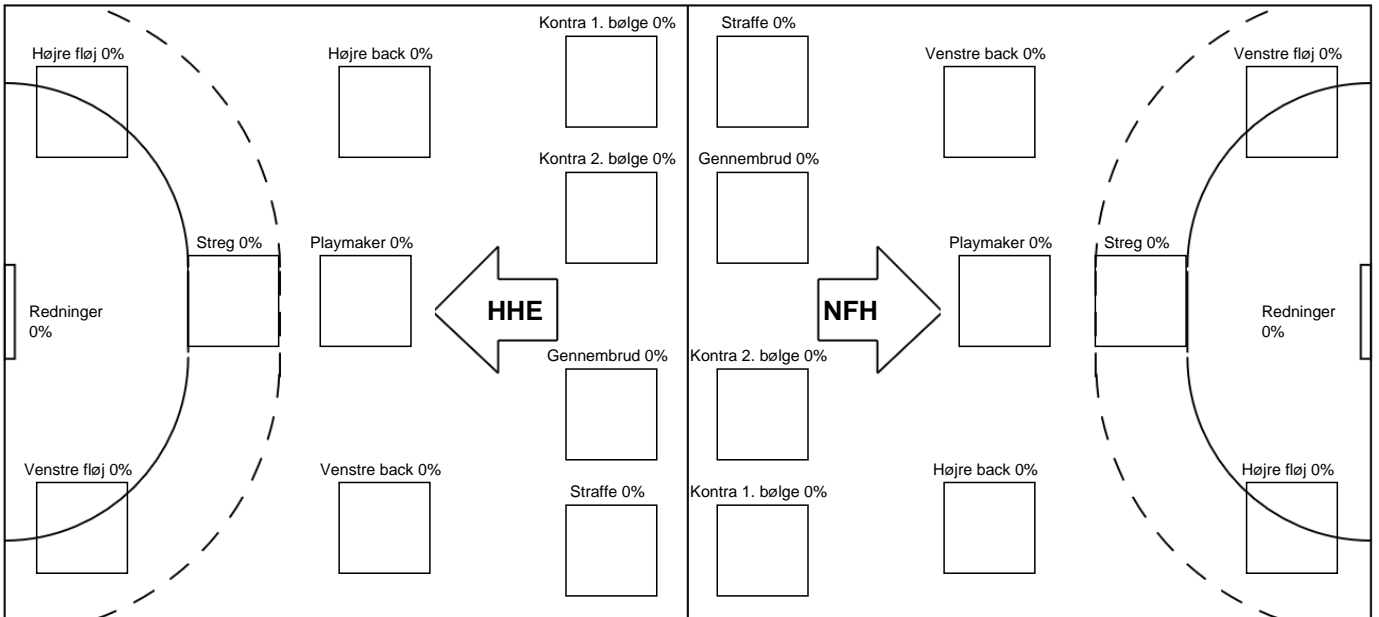 Kontra 1. bølge 0%
Straffe 0%
Højre fløj 0%
Højre back 0%
Venstre back 0%
Venstre fløj 0%
Kontra 2. bølge 0%
Gennembrud 0%
Streg 0%
Playmaker 0%
Playmaker 0%
Streg 0%
Redninger
0%
HHE
NFH
Redninger
0%
Gennembrud 0%
Kontra 2. bølge 0%
Venstre fløj 0%
Venstre back 0%
Højre back 0%
Højre fløj 0%
Straffe 0%
Kontra 1. bølge 0%